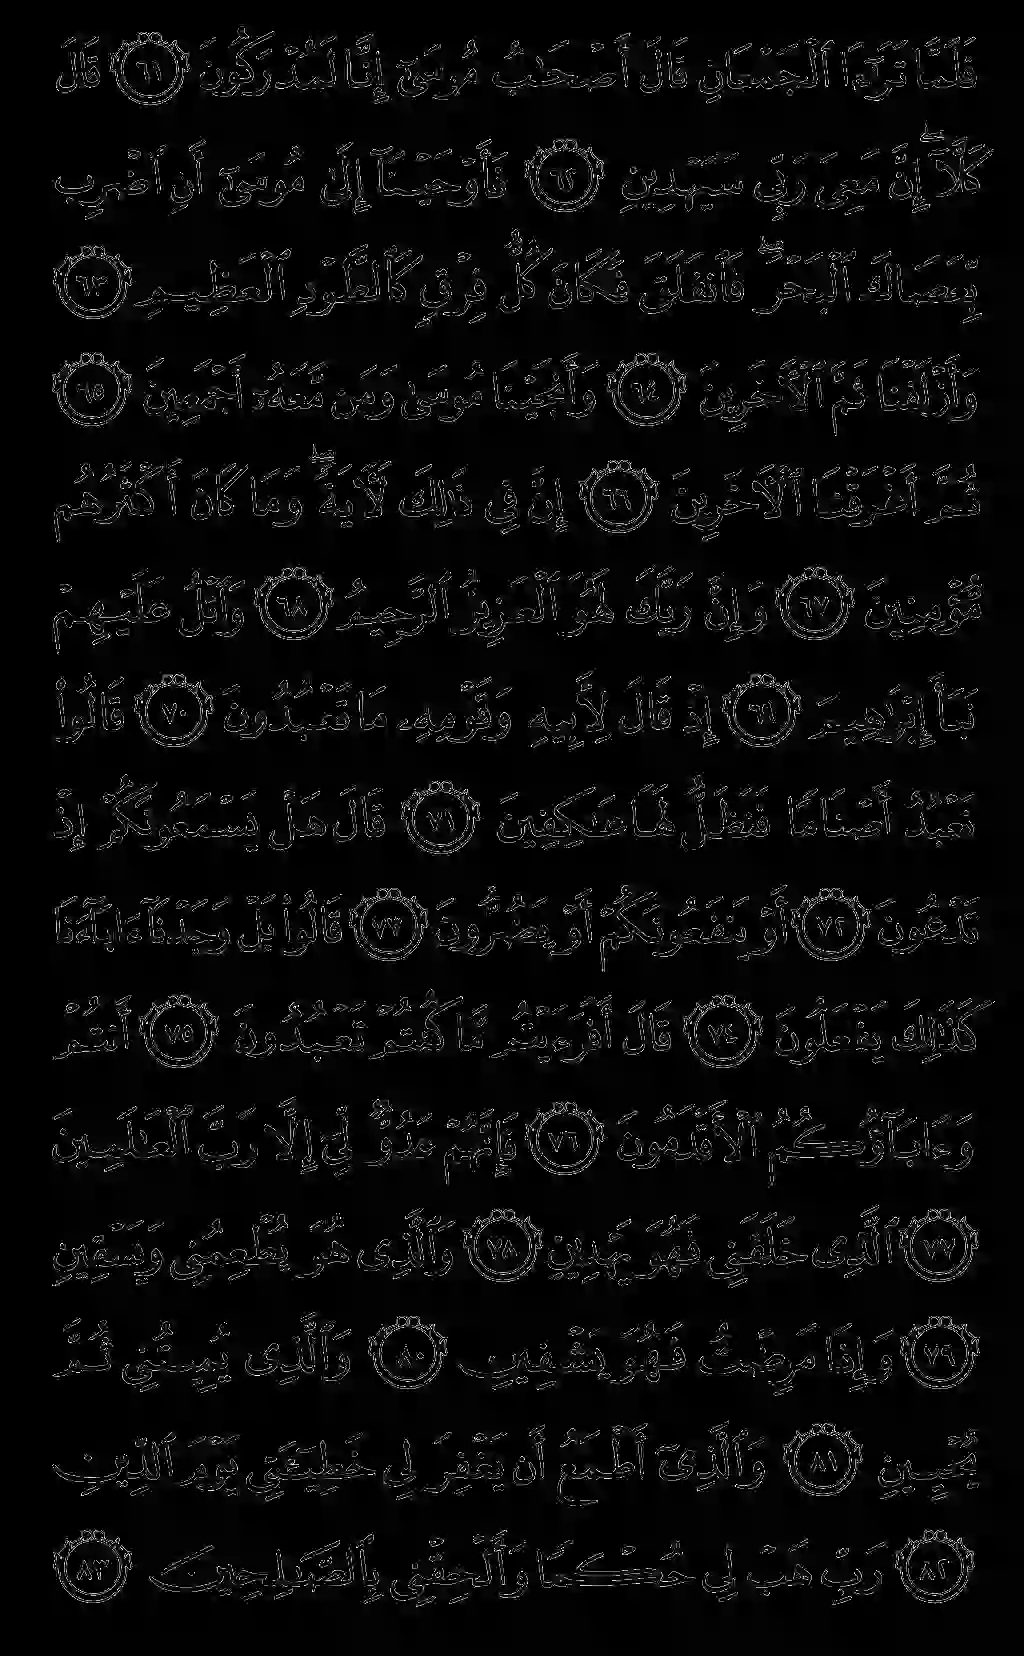 فَلَمَّا تَرَٰٓءَا ٱلْجَمْعَانِ قَالَ أَصْحَٰبُ مُوسَىٰٓ إِنَّا لَمُدْرَكُونَ ٦١ قَالَ
كَلَّآ ۖ إِنَّ مَعِىَ رَبِّى سَيَهْدِينِ ٦٢ فَأَوْحَيْنَآ إِلَىٰ مُوسَىٰٓ أَنِ ٱضْرِب
بِّعَصَاكَ ٱلْبَحْرَ ۖ فَٱنفَلَقَ فَكَانَ كُلُّ فِرْقٍ كَٱلطَّوْدِ ٱلْعَظِيمِ ٦٣
وَأَزْلَفْنَا ثَمَّ ٱلْءَاخَرِينَ ٦٤ وَأَنجَيْنَا مُوسَىٰ وَمَن مَّعَهُۥٓ أَجْمَعِينَ ٦٥
ثُمَّ أَغْرَقْنَا ٱلْءَاخَرِينَ ٦٦ إِنَّ فِى ذَٰلِكَ لَءَايَةً ۖ وَمَا كَانَ أَكْثَرُهُم
مُّؤْمِنِينَ ٦٧ وَإِنَّ رَبَّكَ لَهُوَ ٱلْعَزِيزُ ٱلرَّحِيمُ ٦٨ وَٱتْلُ عَلَيْهِمْ
نَبَأَ إِبْرَٰهِيمَ ٦٩ إِذْ قَالَ لِأَبِيهِ وَقَوْمِهِۦ مَا تَعْبُدُونَ ٧٠ قَالُوا۟
نَعْبُدُ أَصْنَامًا فَنَظَلُّ لَهَا عَٰكِفِينَ ٧١ قَالَ هَلْ يَسْمَعُونَكُمْ إِذْ
تَدْعُونَ ٧٢ أَوْ يَنفَعُونَكُمْ أَوْ يَضُرُّونَ ٧٣ قَالُوا۟ بَلْ وَجَدْنَآ ءَابَآءَنَا
كَذَٰلِكَ يَفْعَلُونَ ٧٤ قَالَ أَفَرَءَيْتُم مَّا كُنتُمْ تَعْبُدُونَ ٧٥ أَنتُمْ
وَءَابَآؤُكُمُ ٱلْأَقْدَمُونَ ٧٦ فَإِنَّهُمْ عَدُوٌّ لِّىٓ إِلَّا رَبَّ ٱلْعَٰلَمِينَ
٧٧ ٱلَّذِى خَلَقَنِى فَهُوَ يَهْدِينِ ٧٨ وَٱلَّذِى هُوَ يُطْعِمُنِى وَيَسْقِينِ
٧٩ وَإِذَا مَرِضْتُ فَهُوَ يَشْفِينِ ٨٠ وَٱلَّذِى يُمِيتُنِى ثُمَّ
يُحْيِينِ ٨١ وَٱلَّذِىٓ أَطْمَعُ أَن يَغْفِرَ لِى خَطِيٓـَٔتِى يَوْمَ ٱلدِّينِ
٨٢ رَبِّ هَبْ لِى حُكْمًا وَأَلْحِقْنِى بِٱلصَّٰلِحِينَ ٨٣